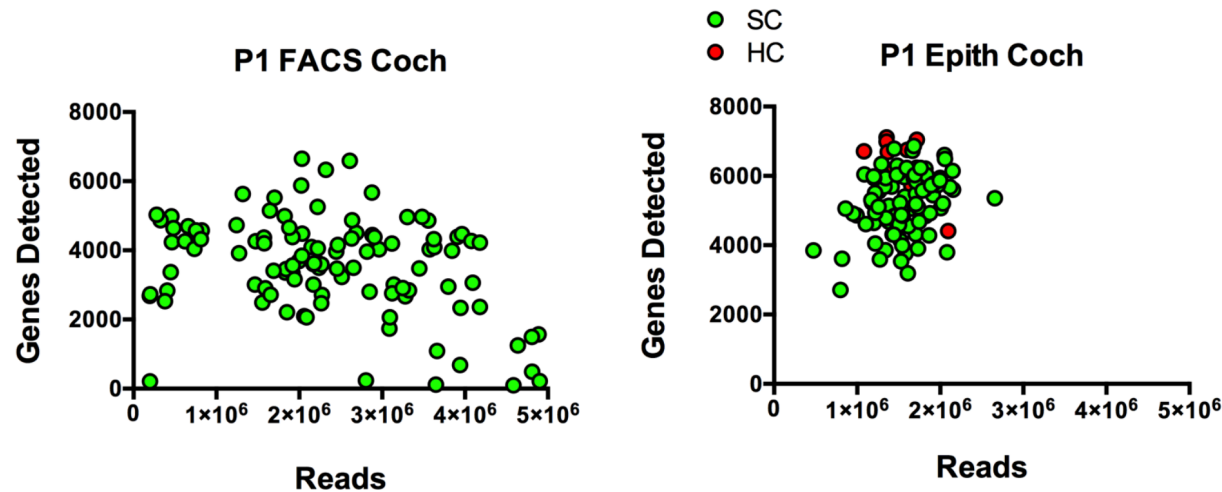 P1 FACS Coch
Genes Detected
8000
6000
4000
2000
0
0
1×10⁶
2×10⁶
3×10⁶
4×10⁶
5×10⁶
Reads
SC
HC
P1 Epith Coch
Genes Detected
8000
6000
4000
2000
0
0
1×10⁶
2×10⁶
3×10⁶
4×10⁶
5×10⁶
Reads